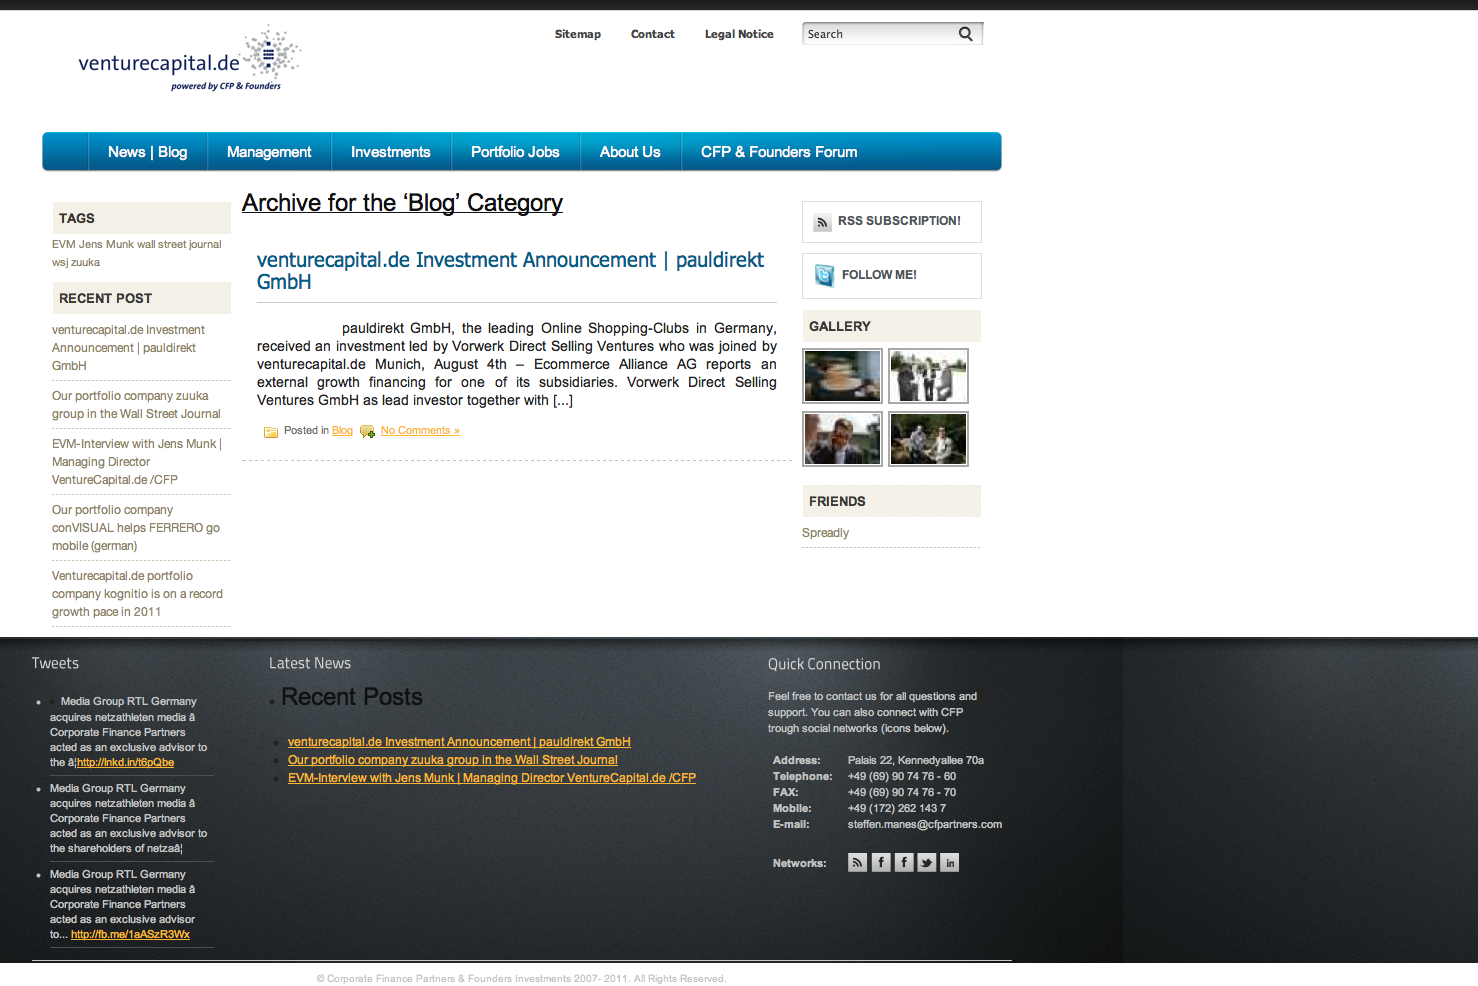 Sitemap Contact Legal Notice Search
venturecapital.de
powered by CFP & Founders
News | Blog Management Investments Portfolio Jobs About Us CFP & Founders Forum
TAGS
EVM Jens Munk wall street journal
wsj zuuka
RECENT POST
venturecapital.de Investment
Announcement | pauldirekt
GmbH
Our portfolio company zuuka
group in the Wall Street Journal
EVM-Interview with Jens Munk |
Managing Director
VentureCapital.de /CFP
Our portfolio company
conVISUAL helps FERRERO go
mobile (german)
Venturecapital.de portfolio
company kognitio is on a record
growth pace in 2011
Archive for the ‘Blog’ Category
venturecapital.de Investment Announcement | pauldirekt
GmbH
pauldirekt GmbH, the leading Online Shopping-Clubs in Germany,
received an investment led by Vorwerk Direct Selling Ventures who was joined by
venturecapital.de Munich, August 4th – Ecommerce Alliance AG reports an
external growth financing for one of its subsidiaries. Vorwerk Direct Selling
Ventures GmbH as lead investor together with [...]
Posted in Blog No Comments »
RSS SUBSCRIPTION!
FOLLOW ME!
GALLERY
FRIENDS
Spreadly
Tweets
Media Group RTL Germany
acquires netzathleten media â
Corporate Finance Partners
acted as an exclusive advisor to
the â¦http://lnkd.in/t6pQbe
Media Group RTL Germany
acquires netzathleten media â
Corporate Finance Partners
acted as an exclusive advisor to
the shareholders of netzaâ¦
Media Group RTL Germany
acquires netzathleten media â
Corporate Finance Partners
acted as an exclusive advisor
to... http://fb.me/1aASzR3Wx
Latest News
Recent Posts
venturecapital.de Investment Announcement | pauldirekt GmbH
Our portfolio company zuuka group in the Wall Street Journal
EVM-Interview with Jens Munk | Managing Director VentureCapital.de /CFP
Quick Connection
Feel free to contact us for all questions and
support. You can also connect with CFP
trough social networks (icons below).
Address: Palais 22, Kennedyallee 70a
Telephone: +49 (69) 90 74 76 - 60
FAX: +49 (69) 90 74 76 - 70
Mobile: +49 (172) 262 143 7
E-mail: steffen.manes@cfpartners.com
Networks:
© Corporate Finance Partners & Founders Investments 2007- 2011. All Rights Reserved.